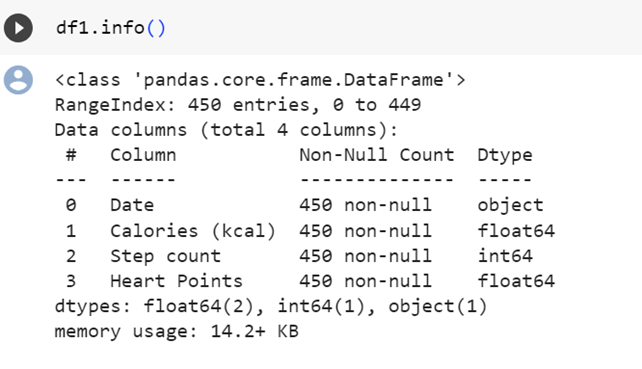 df1.info()
<class 'pandas.core.frame.DataFrame'>
RangeIndex: 450 entries, 0 to 449
Data columns (total 4 columns):
 #   Column           Non-Null Count  Dtype
---  ------           --------------  -----
 0   Date             450 non-null    object
 1   Calories (kcal)  450 non-null    float64
 2   Step count       450 non-null    int64
 3   Heart Points     450 non-null    float64
dtypes: float64(2), int64(1), object(1)
memory usage: 14.2+ KB